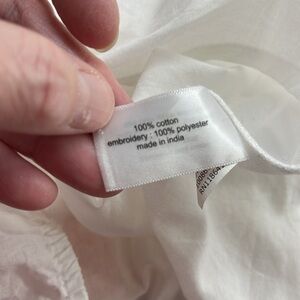 100% cotton
embroidery : 100% polyester
made in india